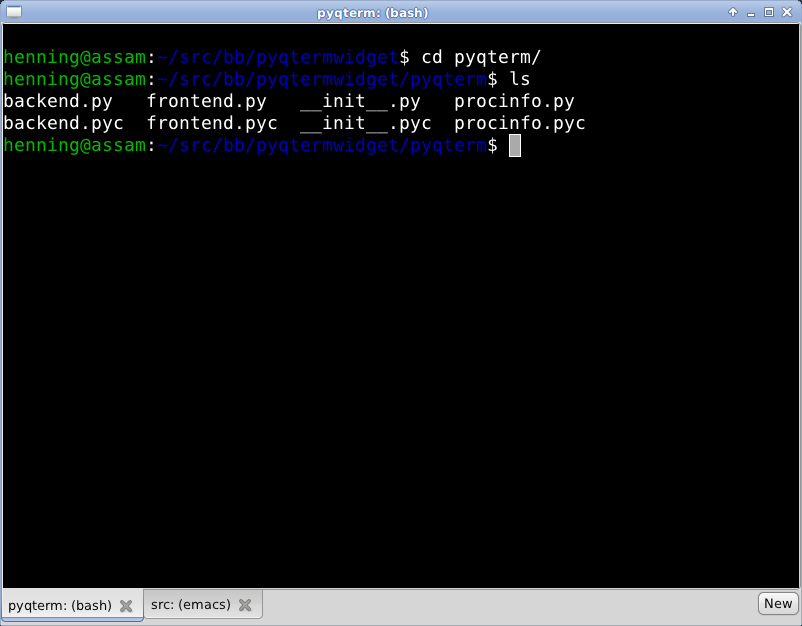 pyqterm: (bash)
henning@assam:~/src/bb/pyqtermwidget$ cd pyqterm/
henning@assam:~/src/bb/pyqtermwidget/pyqterm$ ls
backend.py   frontend.py   __init__.py   procinfo.py
backend.pyc  frontend.pyc  __init__.pyc  procinfo.pyc
henning@assam:~/src/bb/pyqtermwidget/pyqterm$
pyqterm: (bash) src: (emacs) New